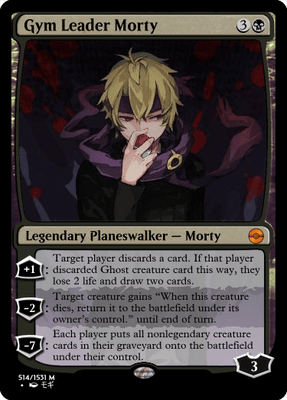 Gym Leader Morty 3
Legendary Planeswalker — Morty
+1: Target player discards a card. If that player
discarded Ghost creature card this way, they
lose 2 life and draw two cards.
-2: Target creature gains “When this creature
dies, return it to the battlefield under its
owner's control.” until end of turn.
-7: Each player puts all nonlegendary creature
cards in their graveyard onto the battlefield
under their control.
3
514/1531 M
モギ